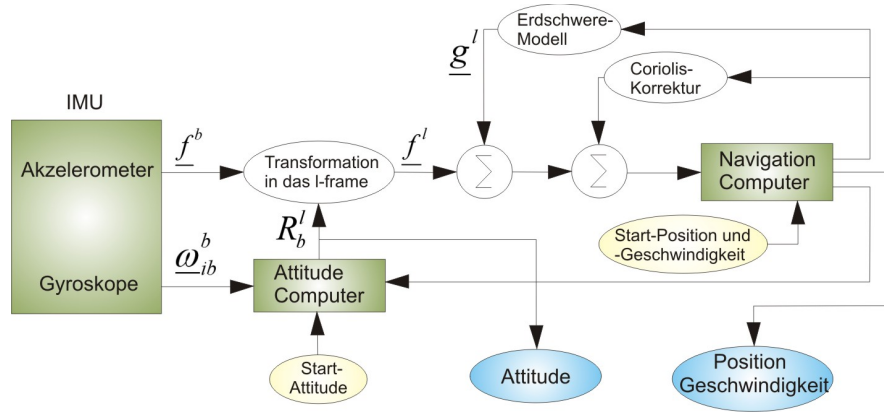 Erdschwere-
Modell
g^l
Coriolis-
Korrektur
IMU
Akzelerometer
f^b
Transformation
in das l-frame
f^l
Σ
Σ
Navigation
Computer
R_b^l
Start-Position und
-Geschwindigkeit
Gyroskope
ω_ib^b
Attitude
Computer
Start-
Attitude
Attitude
Position
Geschwindigkeit